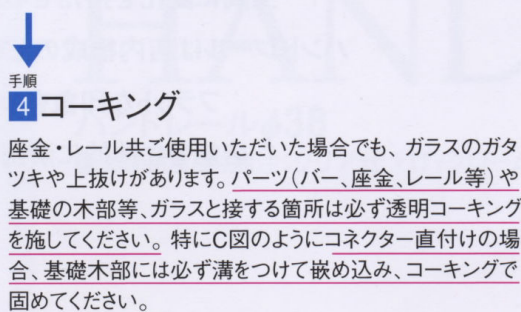 手順
4 コーキング
座金・レール共ご使用いただいた場合でも、ガラスのガタ
ツキや上抜けがあります。パーツ(バー、座金、レール等)や
基礎の木部等、ガラスと接する箇所は必ず透明コーキング
を施してください。特にC図のようにコネクター直付けの場
合、基礎木部には必ず溝をつけて嵌め込み、コーキングで
固めてください。